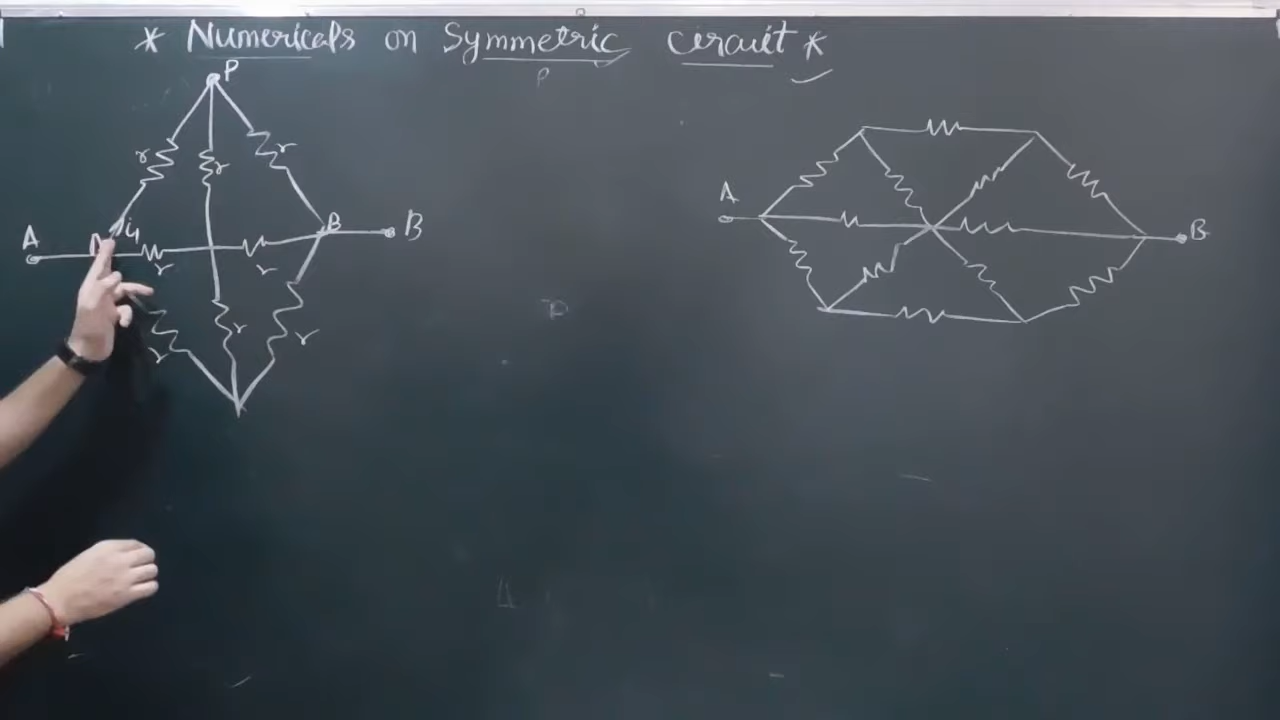 * Numericals on Symmetric Circuit *
P
P
r r r
A i1 B B
A B
r r
r r r
P